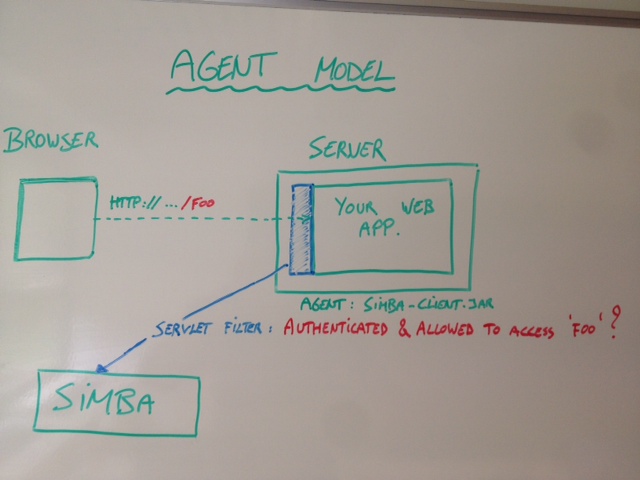 AGENT MODEL
BROWSER
SERVER
HTTP:// ... /FOO
YOUR WEB
APP.
AGENT: SiMBA-CLiENT.JAR
SERVLET FiLTER: AUTHENTICATED & ALLOWED TO ACCESS 'FOO'?
SiMBA